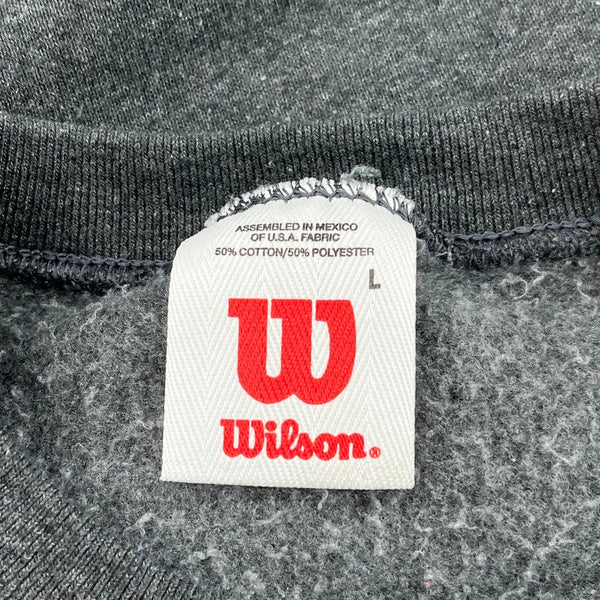 ASSEMBLED IN MEXICO
OF U.S.A. FABRIC
50% COTTON/50% POLYESTER
L
W
Wilson®